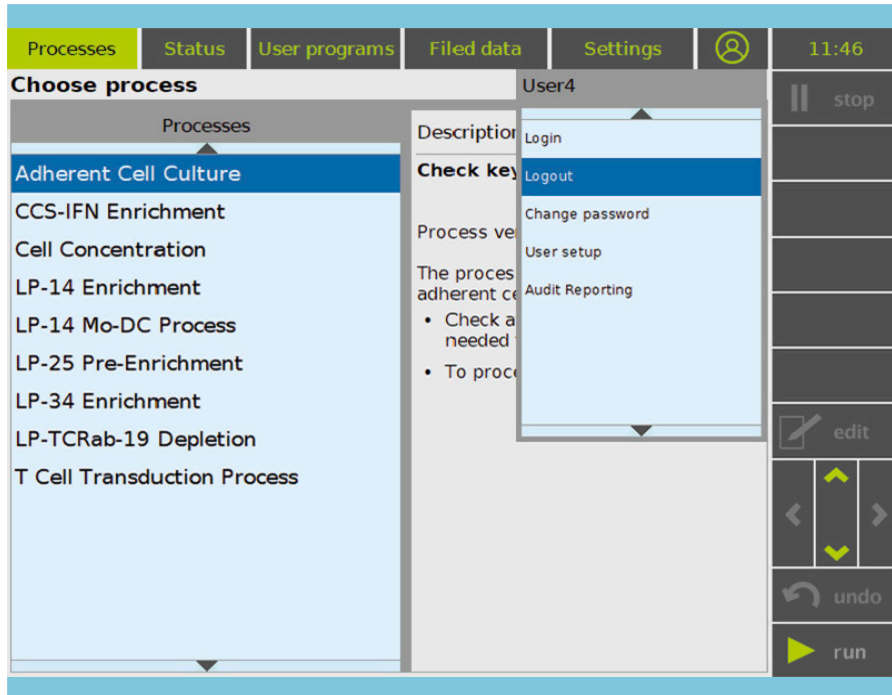 Processes Status User programs Filed data Settings 11:46
Choose process
User4
stop
Processes
Adherent Cell Culture
CCS-IFN Enrichment
Cell Concentration
LP-14 Enrichment
LP-14 Mo-DC Process
LP-25 Pre-Enrichment
LP-34 Enrichment
LP-TCRab-19 Depletion
T Cell Transduction Process
Description
Check key
Process ve
The proces
adherent ce
• Check a
needed
• To proce
Login
Logout
Change password
User setup
Audit Reporting
edit
undo
run